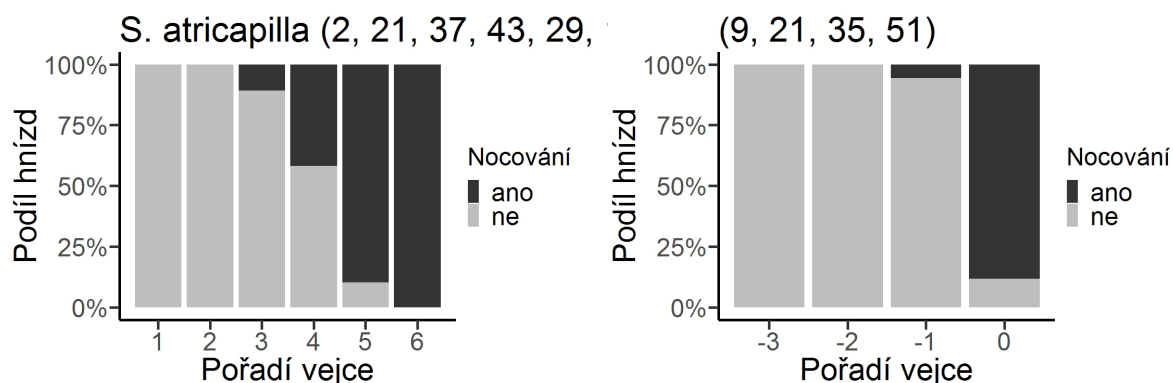 S. atricapilla (2, 21, 37, 43, 29,
100%
75%
50%
25%
0%
Podíl hnízd
1 2 3 4 5 6
Pořadí vejce
Nocování
ano
ne
(9, 21, 35, 51)
100%
75%
50%
25%
0%
Podíl hnízd
-3 -2 -1 0
Pořadí vejce
Nocování
ano
ne